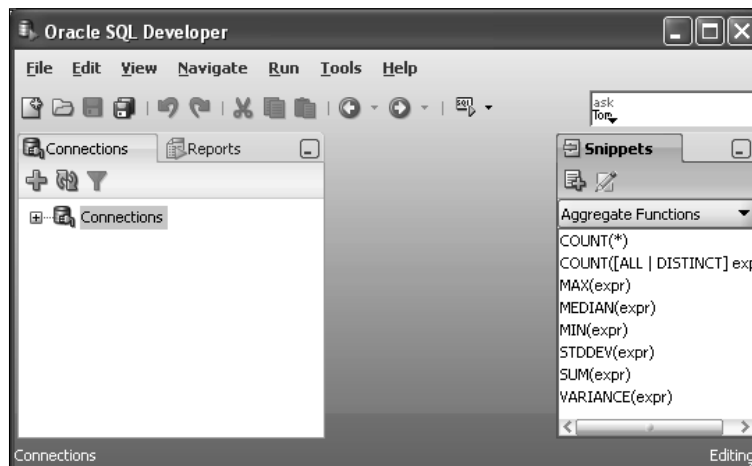 Oracle SQL Developer
File Edit View Navigate Run Tools Help
SQL
ask
Tom
Connections Reports
Connections
Snippets
Aggregate Functions
COUNT(*)
COUNT([ALL | DISTINCT] exp
MAX(expr)
MEDIAN(expr)
MIN(expr)
STDDEV(expr)
SUM(expr)
VARIANCE(expr)
Connections Editing